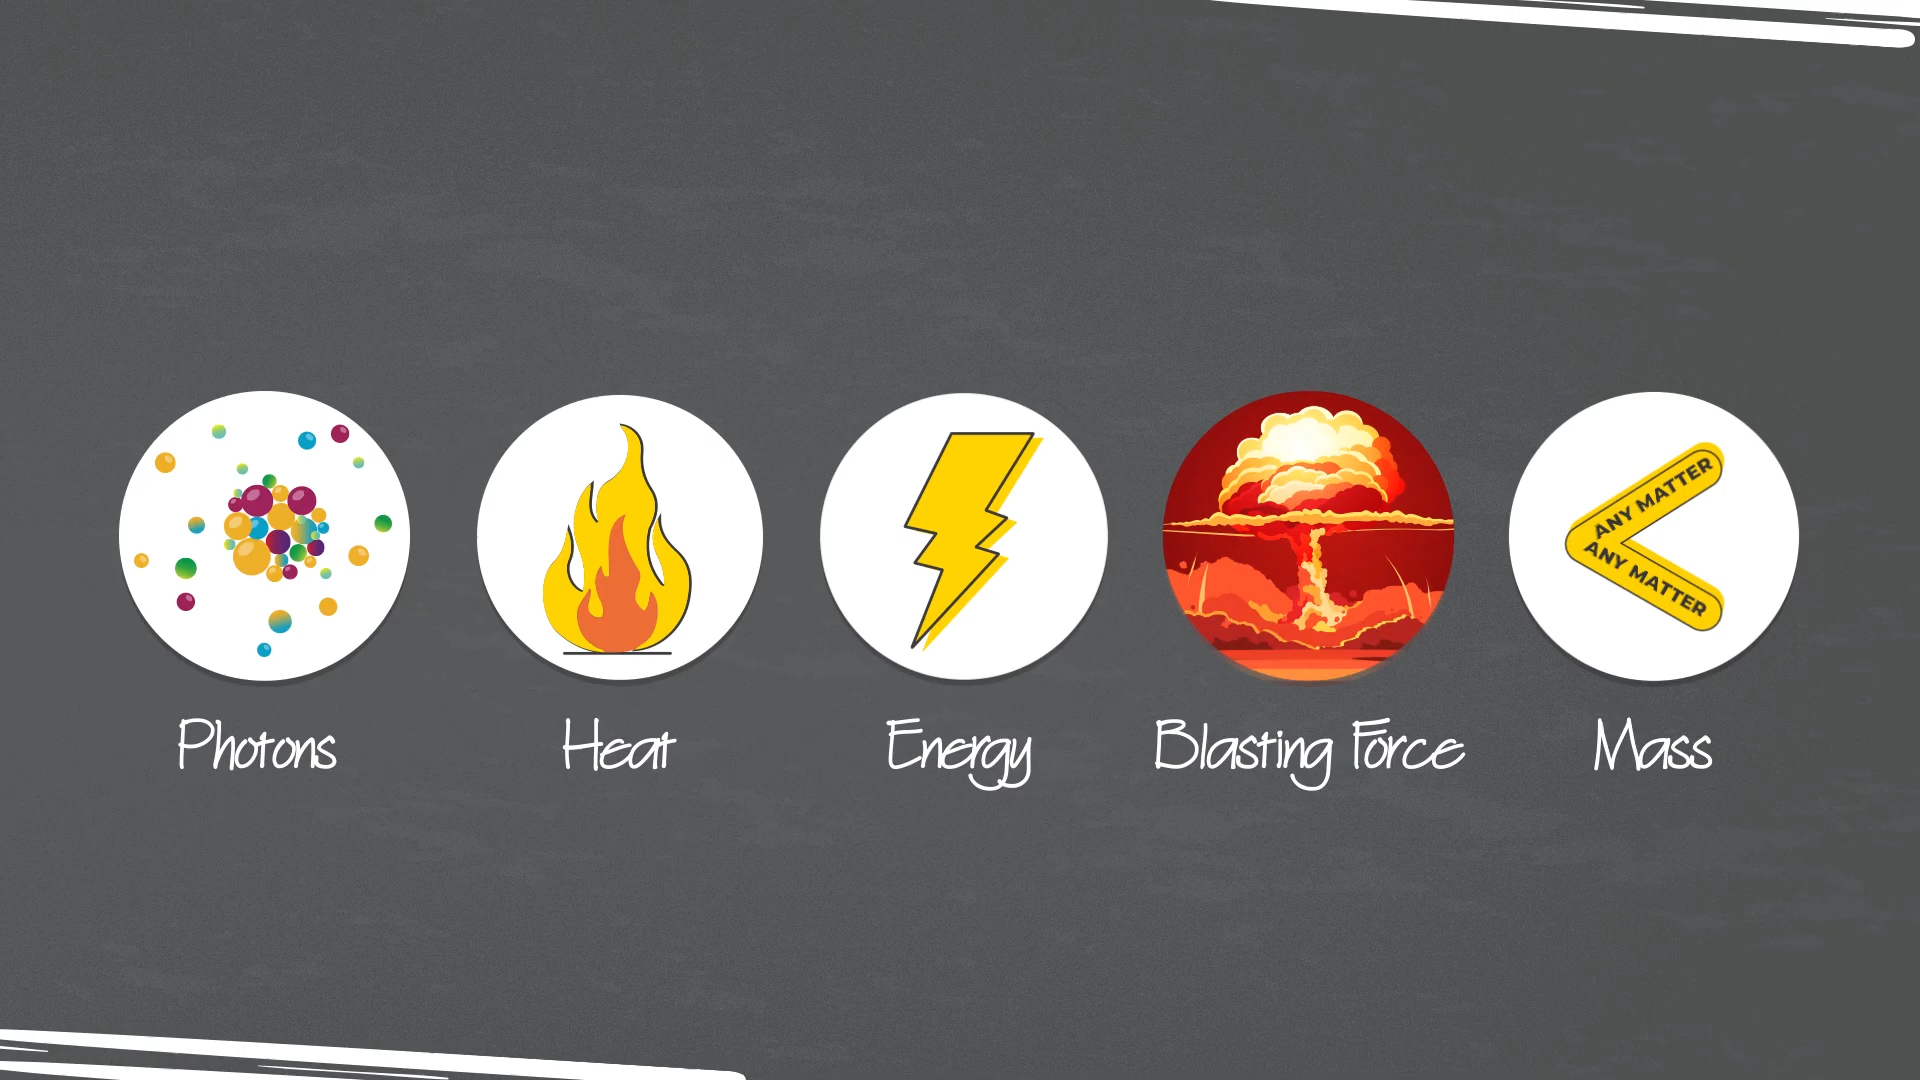 ANY MATTER
ANY MATTER
Photons
Heat
Energy
Blasting Force
Mass